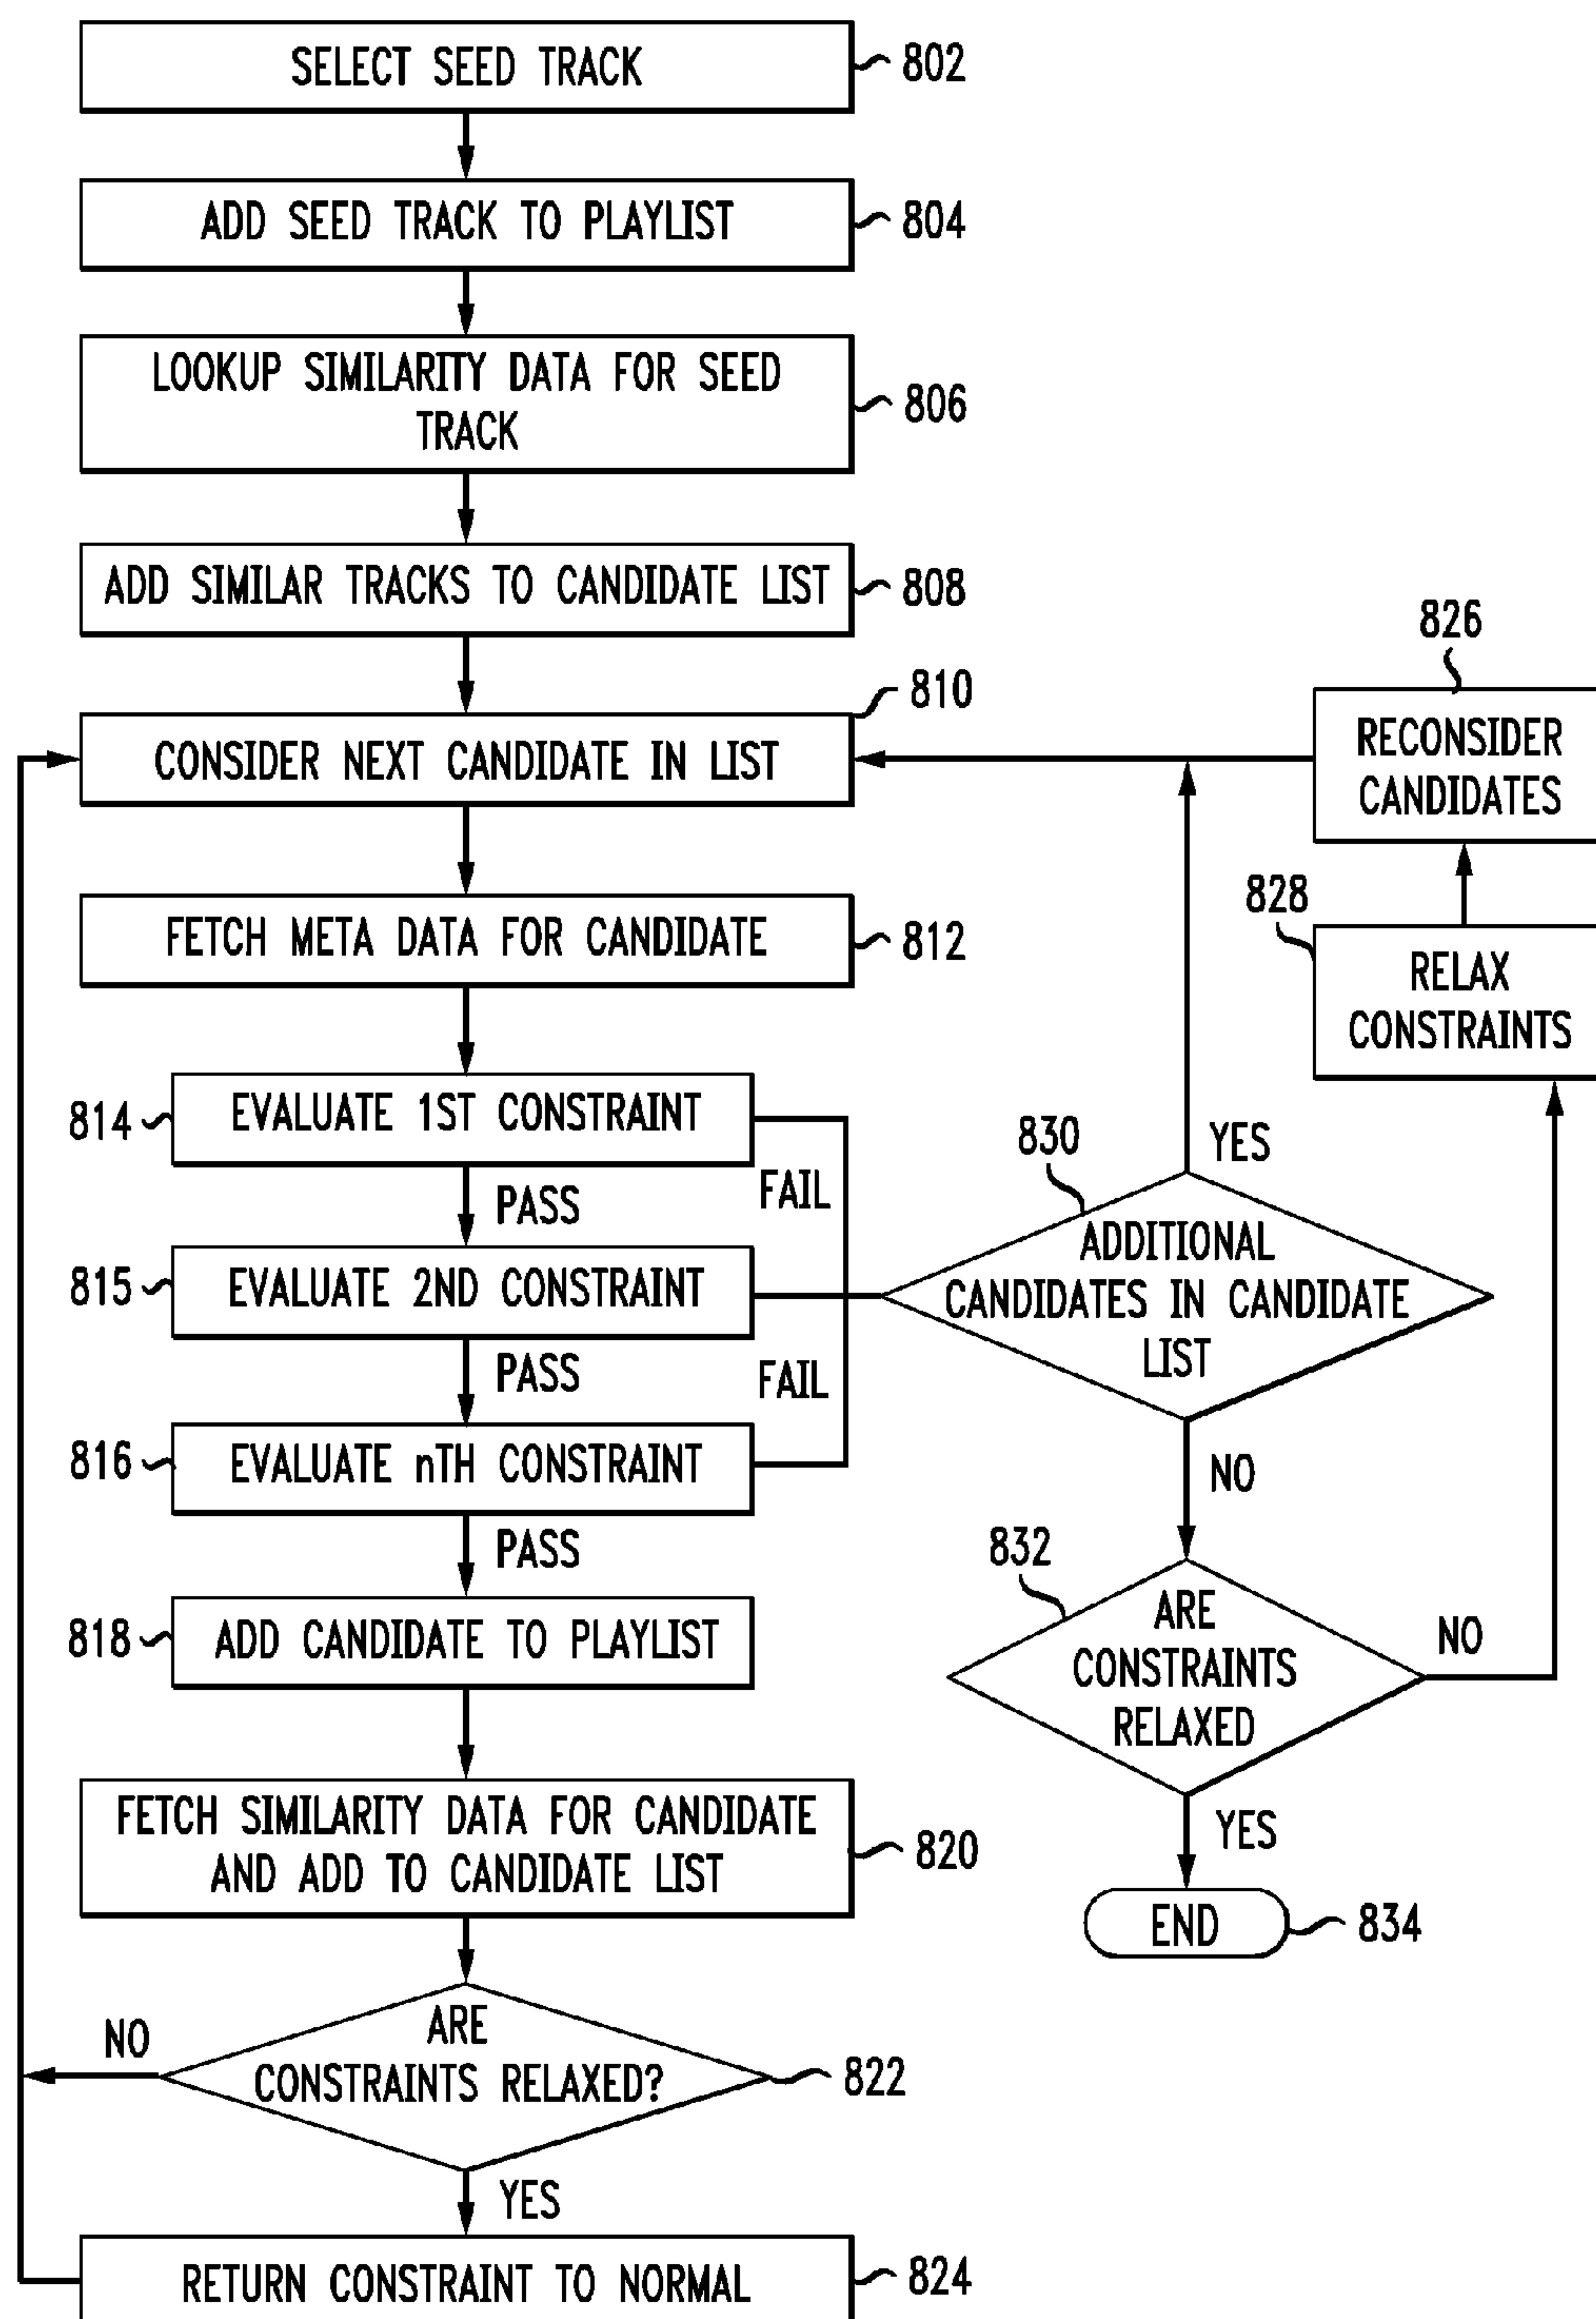 SELECT SEED TRACK
802
ADD SEED TRACK TO PLAYLIST
804
LOOKUP SIMILARITY DATA FOR SEED
TRACK
806
ADD SIMILAR TRACKS TO CANDIDATE LIST
808
CONSIDER NEXT CANDIDATE IN LIST
810
FETCH META DATA FOR CANDIDATE
812
814
EVALUATE 1ST CONSTRAINT
PASS
FAIL
815
EVALUATE 2ND CONSTRAINT
PASS
FAIL
816
EVALUATE nTH CONSTRAINT
PASS
818
ADD CANDIDATE TO PLAYLIST
FETCH SIMILARITY DATA FOR CANDIDATE
AND ADD TO CANDIDATE LIST
820
ARE
CONSTRAINTS RELAXED?
822
NO
YES
RETURN CONSTRAINT TO NORMAL
824
826
RECONSIDER
CANDIDATES
828
RELAX
CONSTRAINTS
830
YES
ADDITIONAL
CANDIDATES IN CANDIDATE
LIST
NO
832
ARE
CONSTRAINTS
RELAXED
NO
YES
END
834